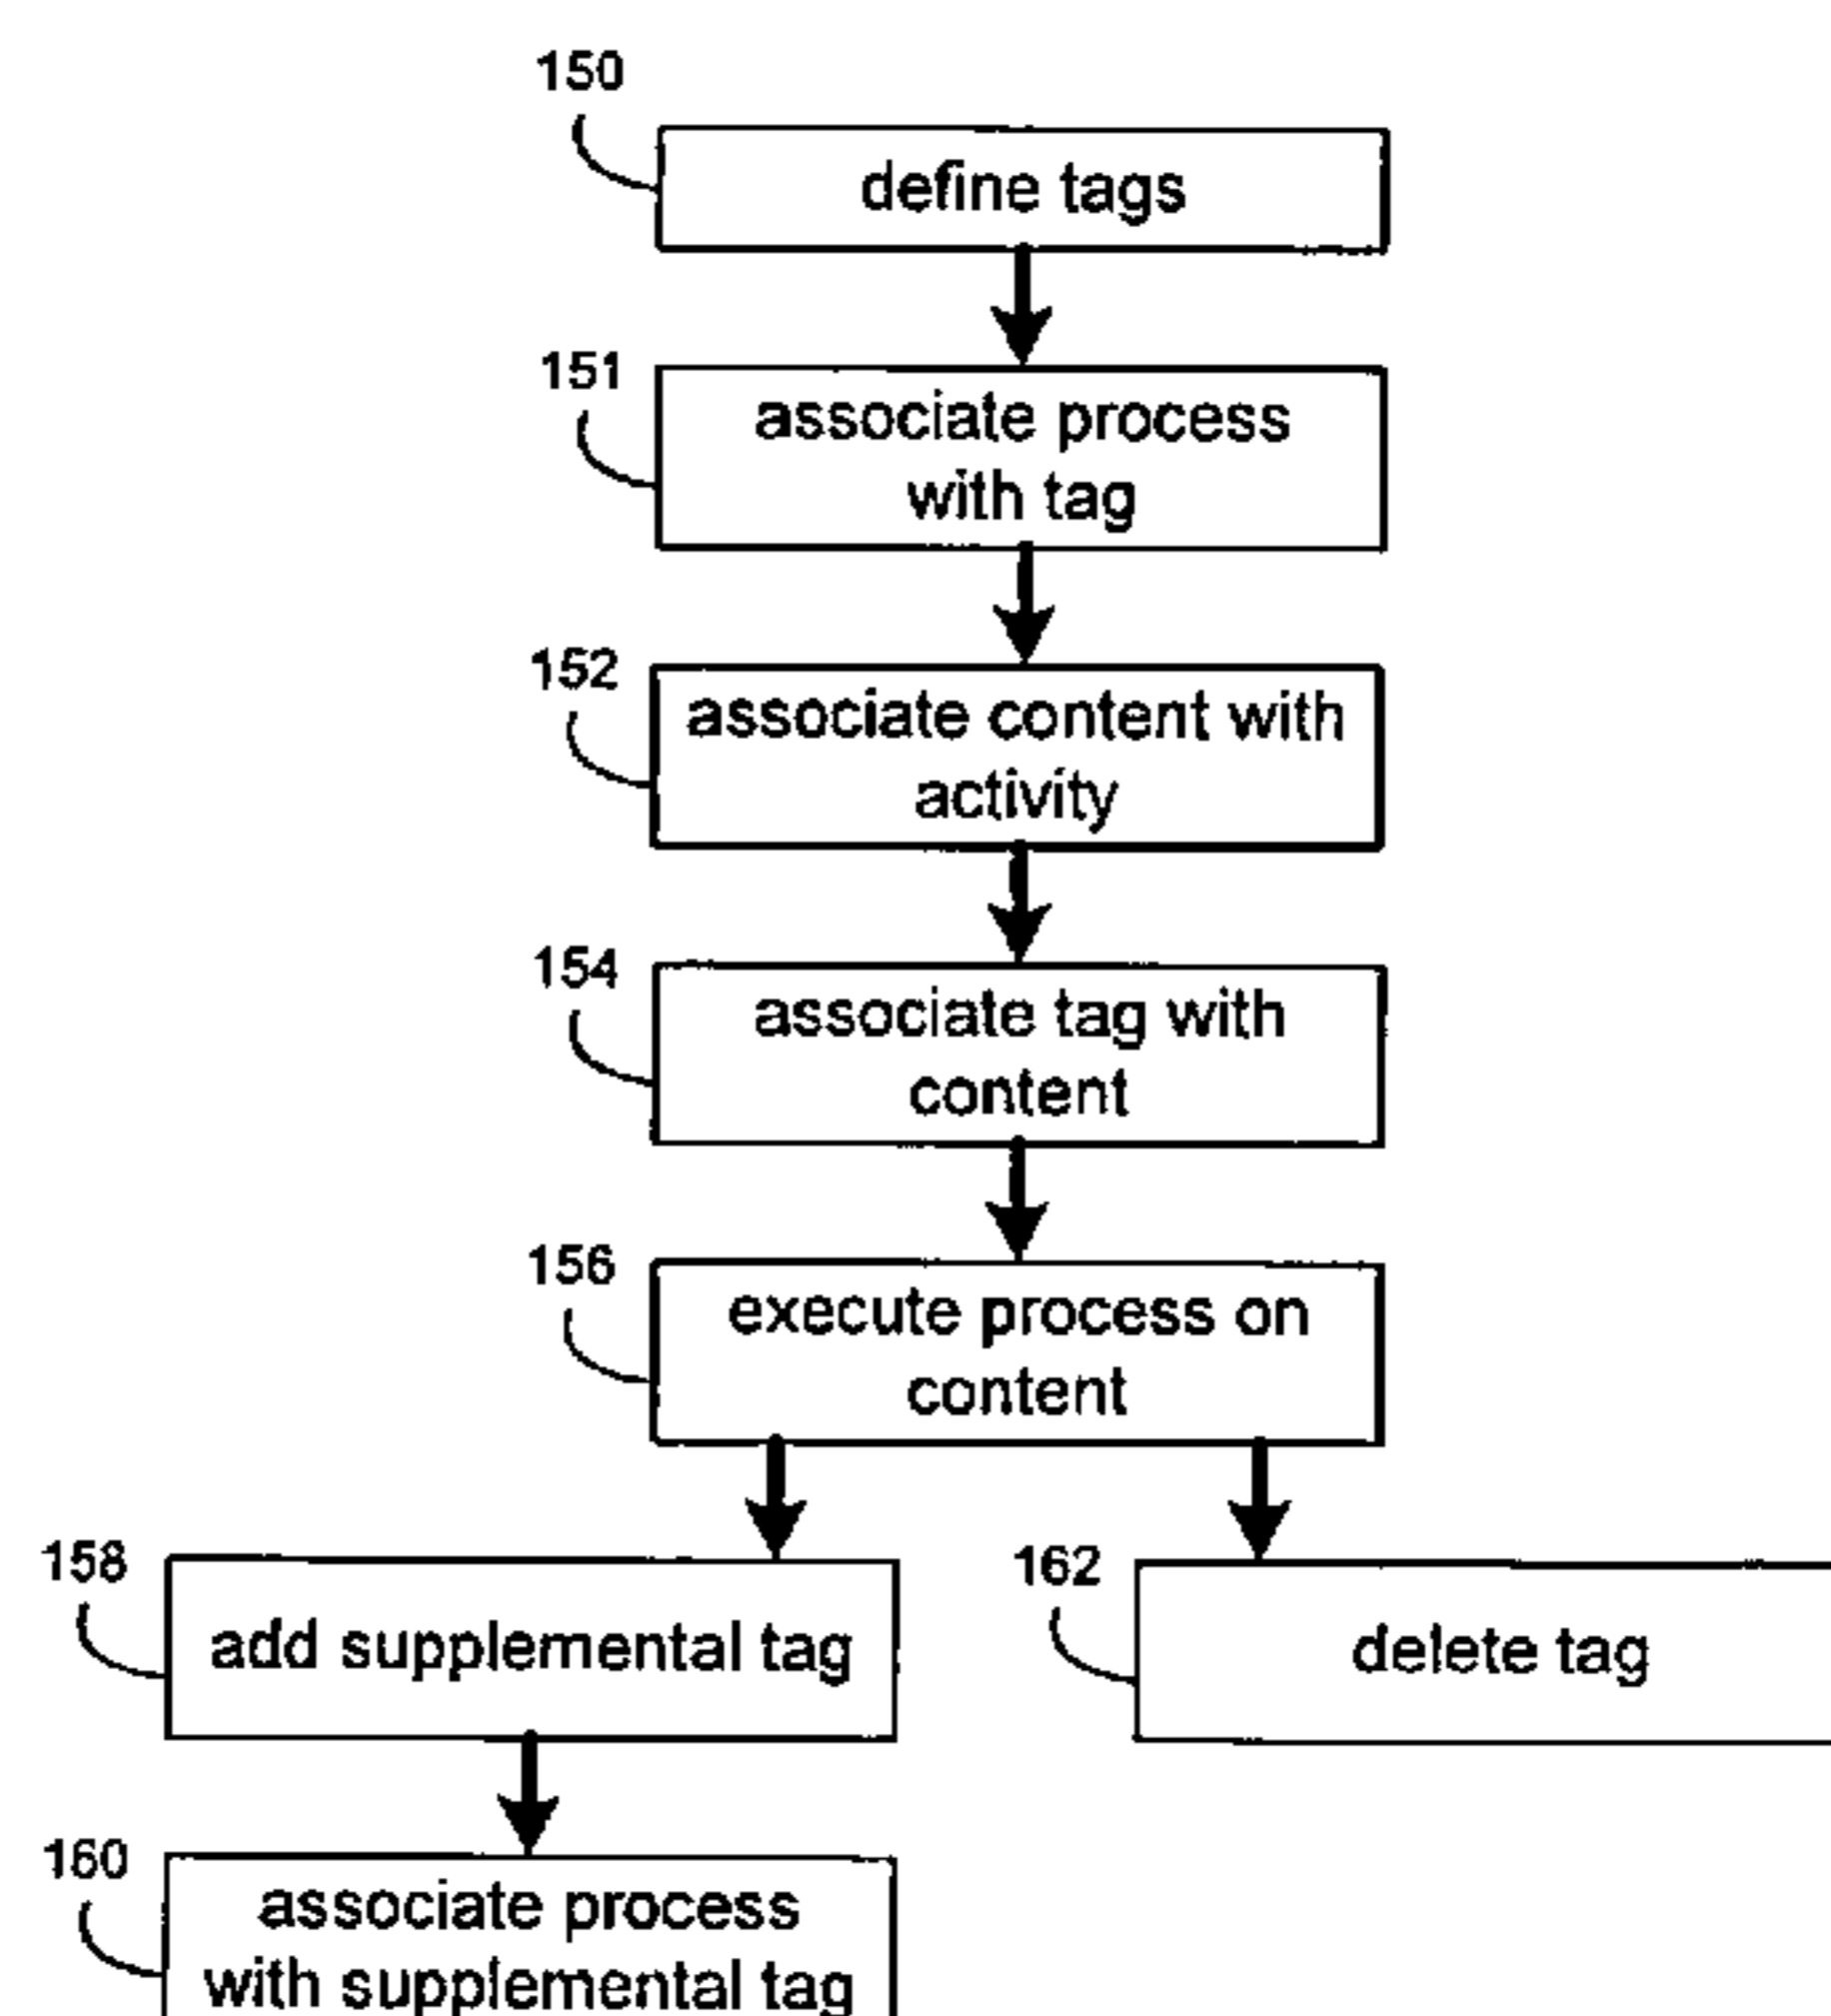 150
define tags
151
associate process
with tag
152
associate content with
activity
154
associate tag with
content
156
execute process on
content
158
add supplemental tag
162
delete tag
160
associate process
with supplemental tag